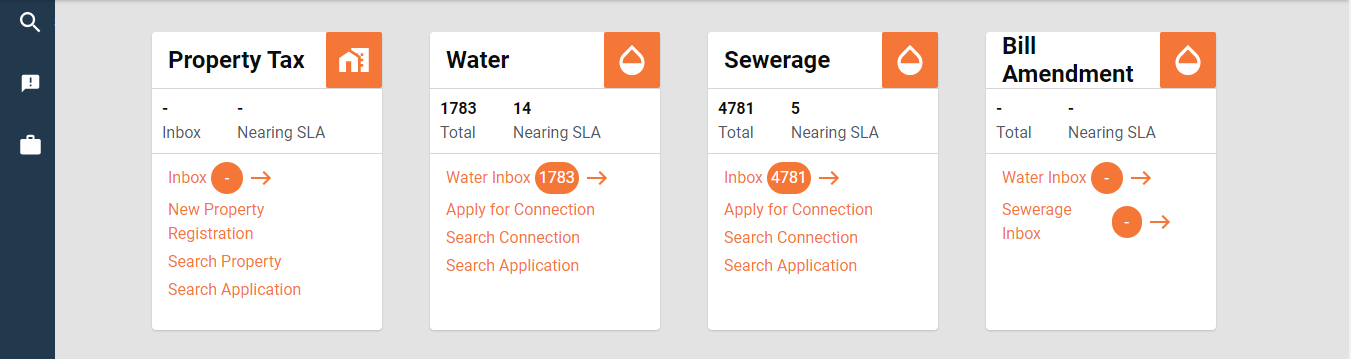 Property Tax
-
-
Inbox
Nearing SLA
Inbox - →
New Property
Registration
Search Property
Search Application
Water
1783
14
Total
Nearing SLA
Water Inbox 1783 →
Apply for Connection
Search Connection
Search Application
Sewerage
4781
5
Total
Nearing SLA
Inbox 4781 →
Apply for Connection
Search Connection
Search Application
Bill
Amendment
-
-
Total
Nearing SLA
Water Inbox - →
Sewerage
Inbox - →